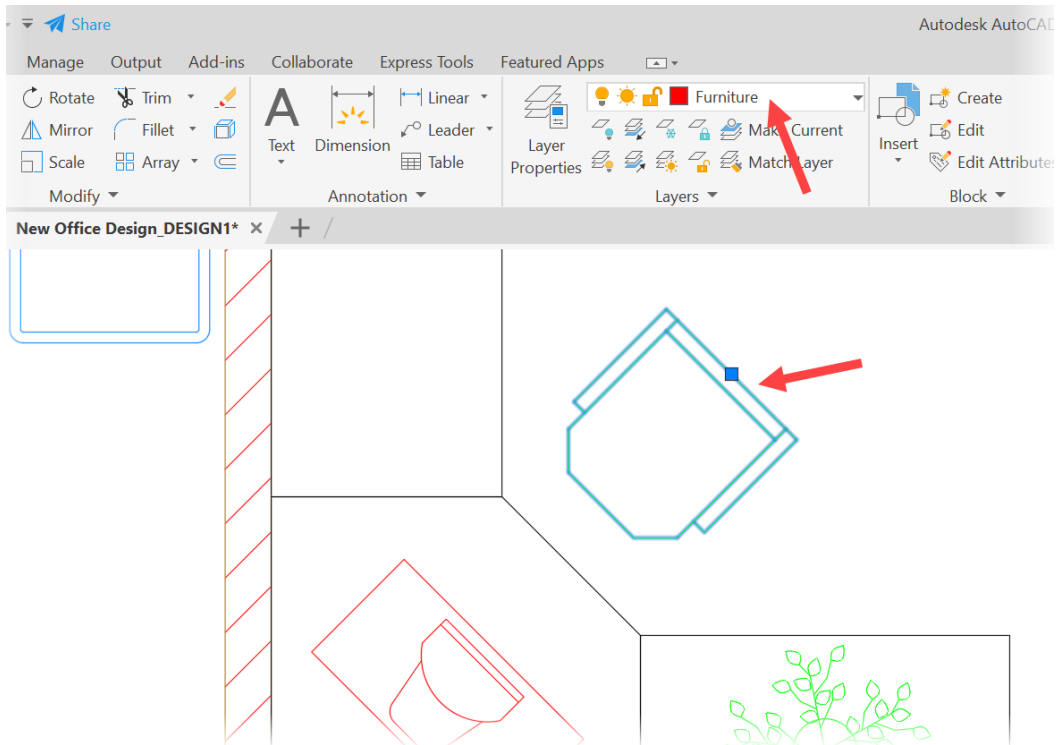 Share
Autodesk AutoCAD
Manage Output Add-ins Collaborate Express Tools Featured Apps
Rotate Trim Linear Furniture Create
Mirror Fillet Text Dimension Leader Layer Properties Make Current Insert Edit
Scale Array Table Match Layer Edit Attributes
Modify Annotation Layers Block
New Office Design_DESIGN1*